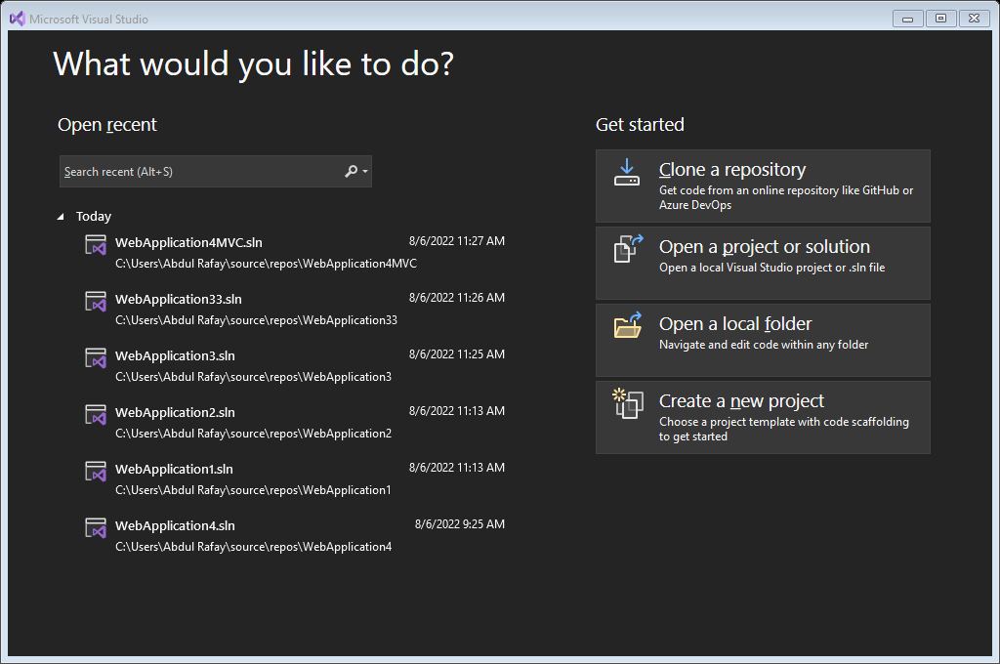 Microsoft Visual Studio
What would you like to do?
Open recent
Search recent (Alt+S)
Today
WebApplication4MVC.sln 8/6/2022 11:27 AM
C:\Users\Abdul Rafay\source\repos\WebApplication4MVC
WebApplication33.sln 8/6/2022 11:26 AM
C:\Users\Abdul Rafay\source\repos\WebApplication33
WebApplication3.sln 8/6/2022 11:25 AM
C:\Users\Abdul Rafay\source\repos\WebApplication3
WebApplication2.sln 8/6/2022 11:13 AM
C:\Users\Abdul Rafay\source\repos\WebApplication2
WebApplication1.sln 8/6/2022 11:13 AM
C:\Users\Abdul Rafay\source\repos\WebApplication1
WebApplication4.sln 8/6/2022 9:25 AM
C:\Users\Abdul Rafay\source\repos\WebApplication4
Get started
Clone a repository
Get code from an online repository like GitHub or
Azure DevOps
Open a project or solution
Open a local Visual Studio project or .sln file
Open a local folder
Navigate and edit code within any folder
Create a new project
Choose a project template with code scaffolding
to get started